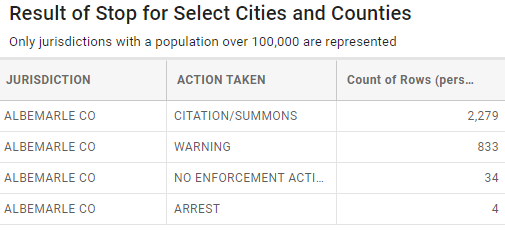 Result of Stop for Select Cities and Counties
Only jurisdictions with a population over 100,000 are represented
JURISDICTION ACTION TAKEN Count of Rows (pers…
ALBEMARLE CO CITATION/SUMMONS 2,279
ALBEMARLE CO WARNING 833
ALBEMARLE CO NO ENFORCEMENT ACTI… 34
ALBEMARLE CO ARREST 4